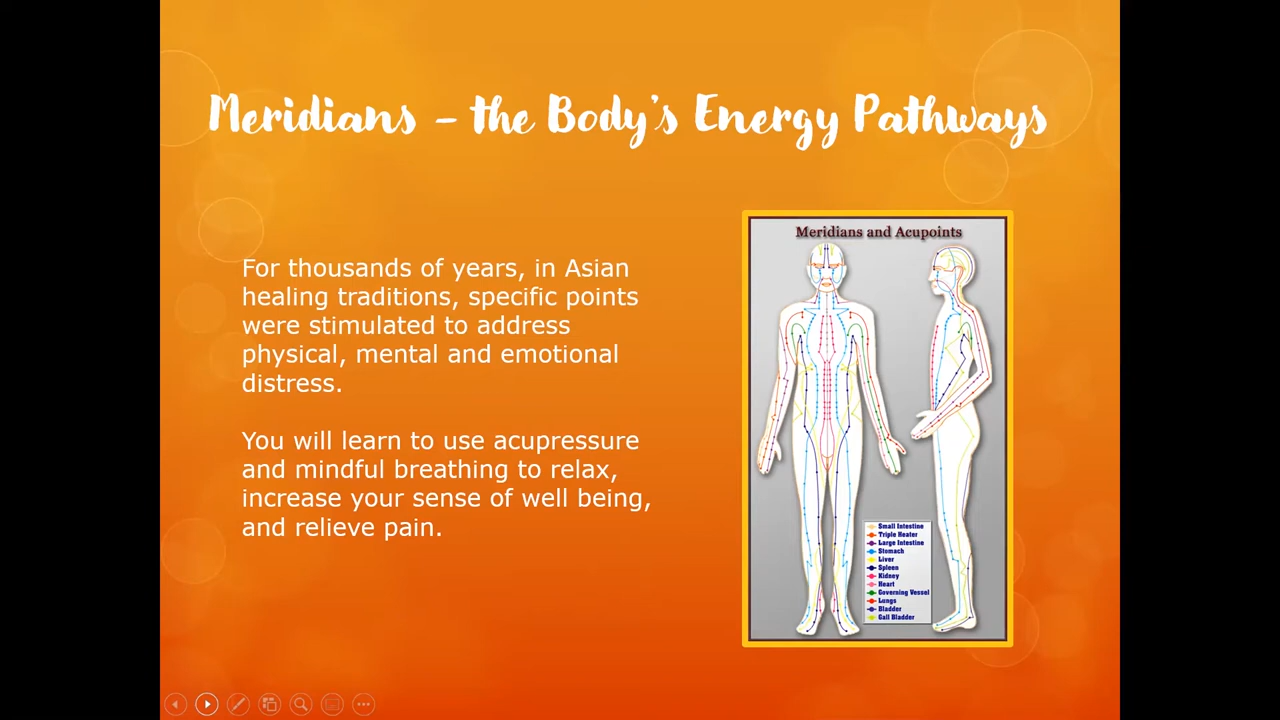 Meridians – the Body's Energy Pathways
For thousands of years, in Asian
healing traditions, specific points
were stimulated to address
physical, mental and emotional
distress.
You will learn to use acupressure
and mindful breathing to relax,
increase your sense of well being,
and relieve pain.
Meridians and Acupoints
Small Intestine
Triple Heater
Large Intestine
Stomach
Liver
Spleen
Kidney
Heart
Governing Vessel
Lungs
Bladder
Gall Bladder